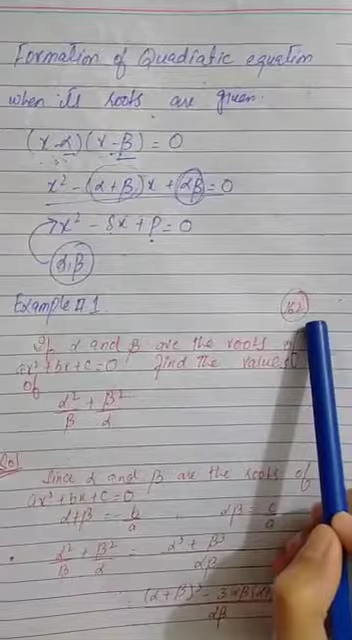 Formation of Quadiatic equation
when its roots are given.
(x-α)(x-β) = 0
x² - (α+β)x + αβ = 0
x² - Sx + P = 0
α, β
Example # 1
If α and β are the roots of
ax²+bx+c=0 find the values
of
α²/β + β²/α
Sol
Since α and β are the roots of
ax²+bx+c=0
α+β = -b/a αβ = c/a
α²/β + β²/α = α³+β³/αβ
= (α+β)³ - 3αβ(α+ / αβ